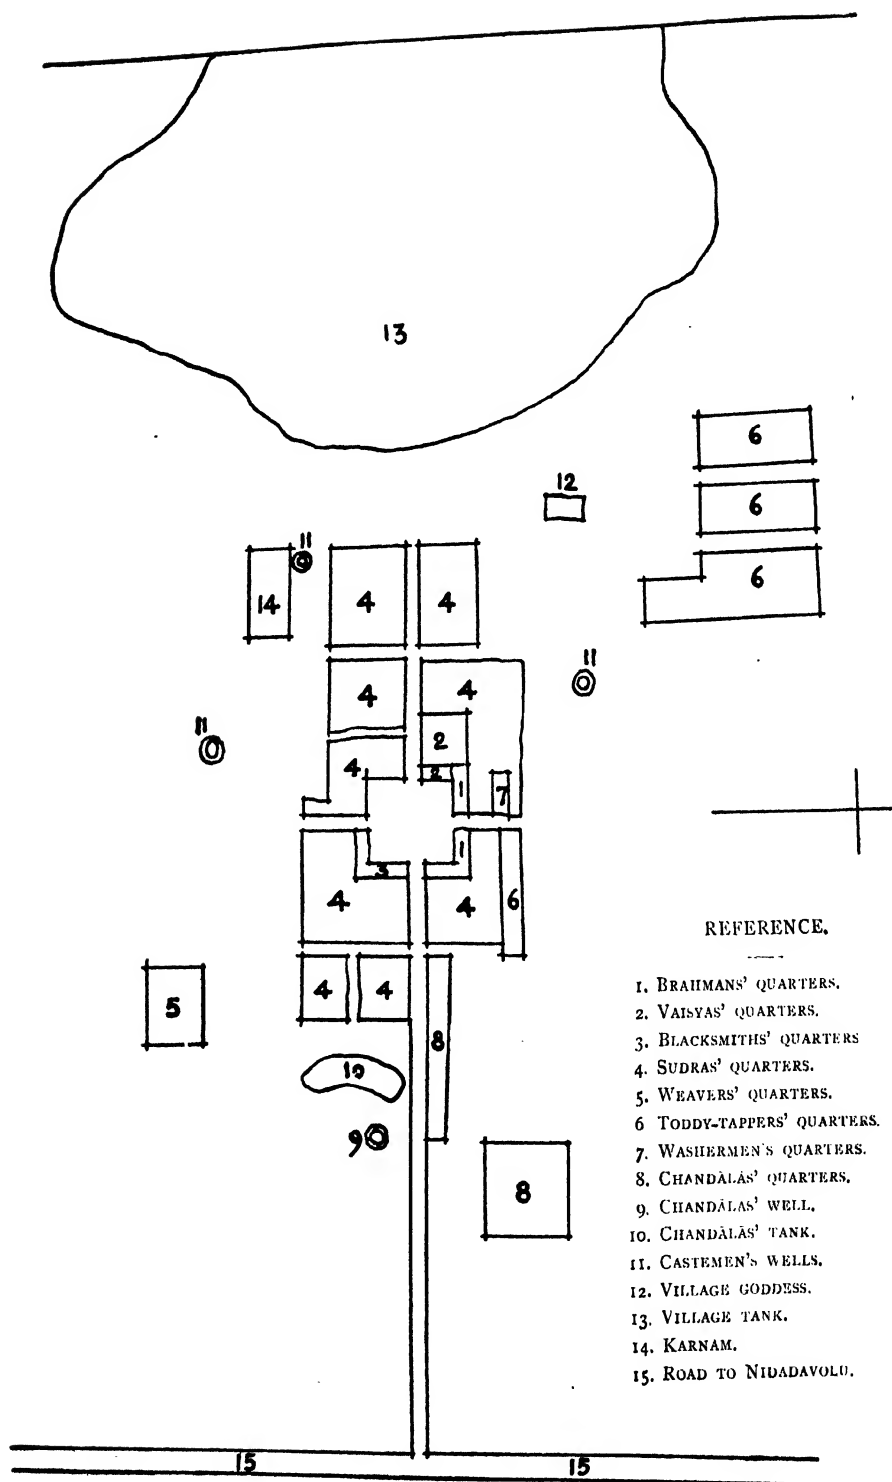 13
6
12
6
11
14
4
4
6
11
4
4
11
2
4
2
1
7
1
3
4
4
6
5
4
4
8
10
9
8
REFERENCE.
1. BRAHMANS' QUARTERS.
2. VAISYAS' QUARTERS.
3. BLACKSMITHS' QUARTERS
4. SUDRAS' QUARTERS.
5. WEAVERS' QUARTERS.
6 TODDY-TAPPERS' QUARTERS.
7. WASHERMEN'S QUARTERS.
8. CHANDÀLÀS' QUARTERS.
9. CHANDÀLAS' WELL.
10. CHANDÀLÀS' TANK.
11. CASTEMEN'S WELLS.
12. VILLAGE GODDESS.
13. VILLAGE TANK.
14. KARNAM.
15. ROAD TO NIDADAVOLU.
15 15